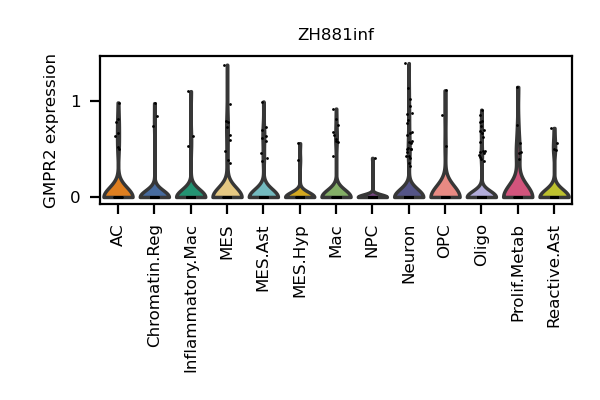 ZH881inf
GMPR2 expression
1
0
AC
Chromatin.Reg
Inflammatory.Mac
MES
MES.Ast
MES.Hyp
Mac
NPC
Neuron
OPC
Oligo
Prolif.Metab
Reactive.Ast